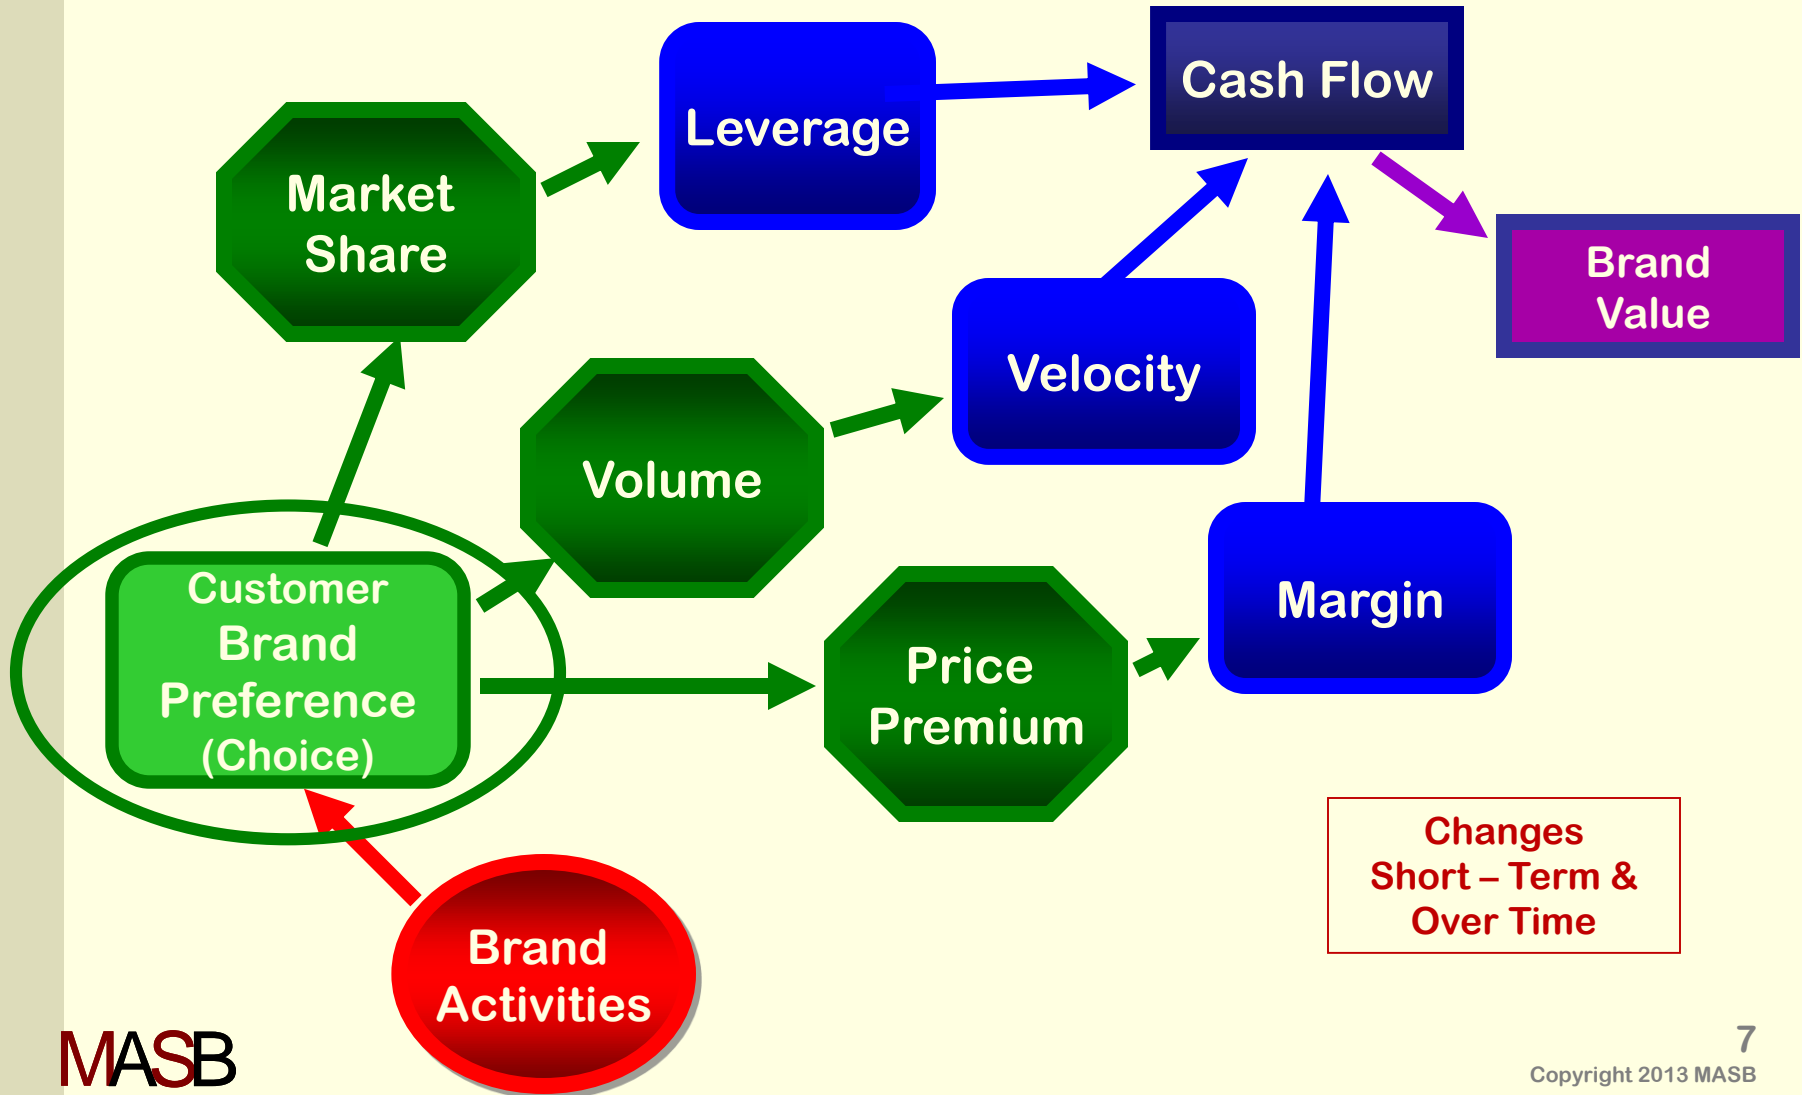 Cash Flow
Leverage
Market
Share
Brand
Value
Velocity
Volume
Customer
Brand
Preference
(Choice)
Margin
Price
Premium
Changes
Short – Term &
Over Time
Brand
Activities
MASB
7
Copyright 2013 MASB